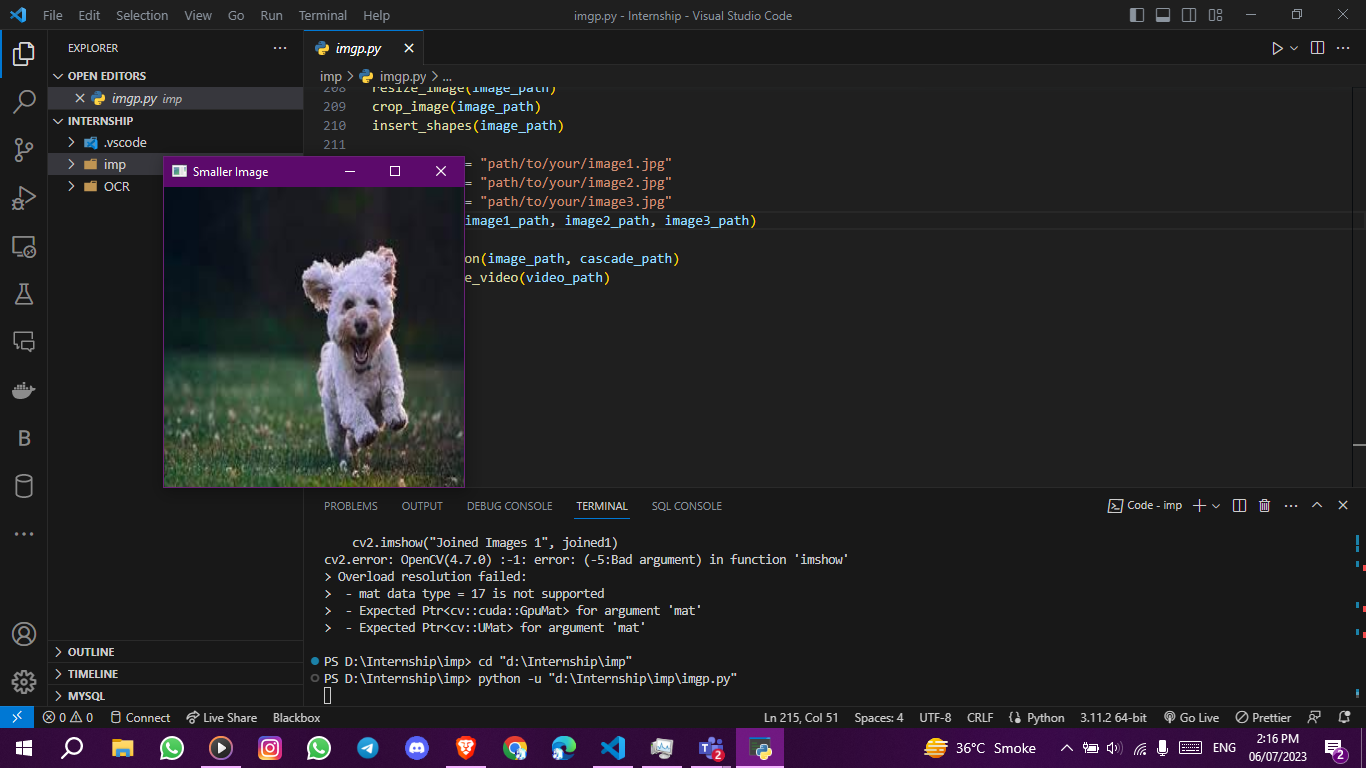 File Edit Selection View Go Run Terminal Help
imgp.py - Internship - Visual Studio Code
EXPLORER
OPEN EDITORS
imgp.py imp
INTERNSHIP
.vscode
imp
OCR
OUTLINE
TIMELINE
MYSQL
imgp.py
imp > imgp.py > ...
208 resize_image(image_path)
209 crop_image(image_path)
210 insert_shapes(image_path)
211
= "path/to/your/image1.jpg"
= "path/to/your/image2.jpg"
= "path/to/your/image3.jpg"
image1_path, image2_path, image3_path)
on(image_path, cascade_path)
e_video(video_path)
Smaller Image
PROBLEMS OUTPUT DEBUG CONSOLE TERMINAL SQL CONSOLE
Code - imp
cv2.imshow("Joined Images 1", joined1)
cv2.error: OpenCV(4.7.0) :-1: error: (-5:Bad argument) in function 'imshow'
> Overload resolution failed:
>  - mat data type = 17 is not supported
>  - Expected Ptr<cv::cuda::GpuMat> for argument 'mat'
>  - Expected Ptr<cv::UMat> for argument 'mat'
PS D:\Internship\imp> cd "d:\Internship\imp"
PS D:\Internship\imp> python -u "d:\Internship\imp\imgp.py"
0 0 Connect Live Share Blackbox
Ln 215, Col 51 Spaces: 4 UTF-8 CRLF Python 3.11.2 64-bit Go Live Prettier
36°C Smoke
ENG
2:16 PM
06/07/2023
2
2